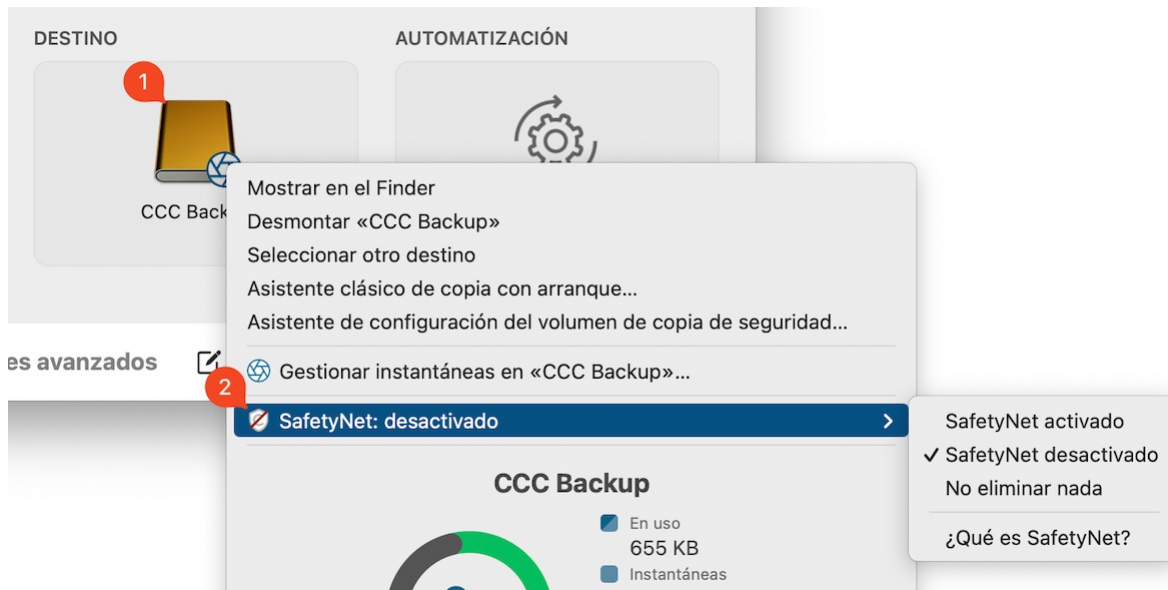 DESTINO
AUTOMATIZACIÓN
1
CCC Back
Mostrar en el Finder
Desmontar «CCC Backup»
Seleccionar otro destino
Asistente clásico de copia con arranque...
Asistente de configuración del volumen de copia de seguridad...
es avanzados
Gestionar instantáneas en «CCC Backup»...
2
SafetyNet: desactivado
SafetyNet activado
SafetyNet desactivado
No eliminar nada
¿Qué es SafetyNet?
CCC Backup
En uso
655 KB
Instantáneas